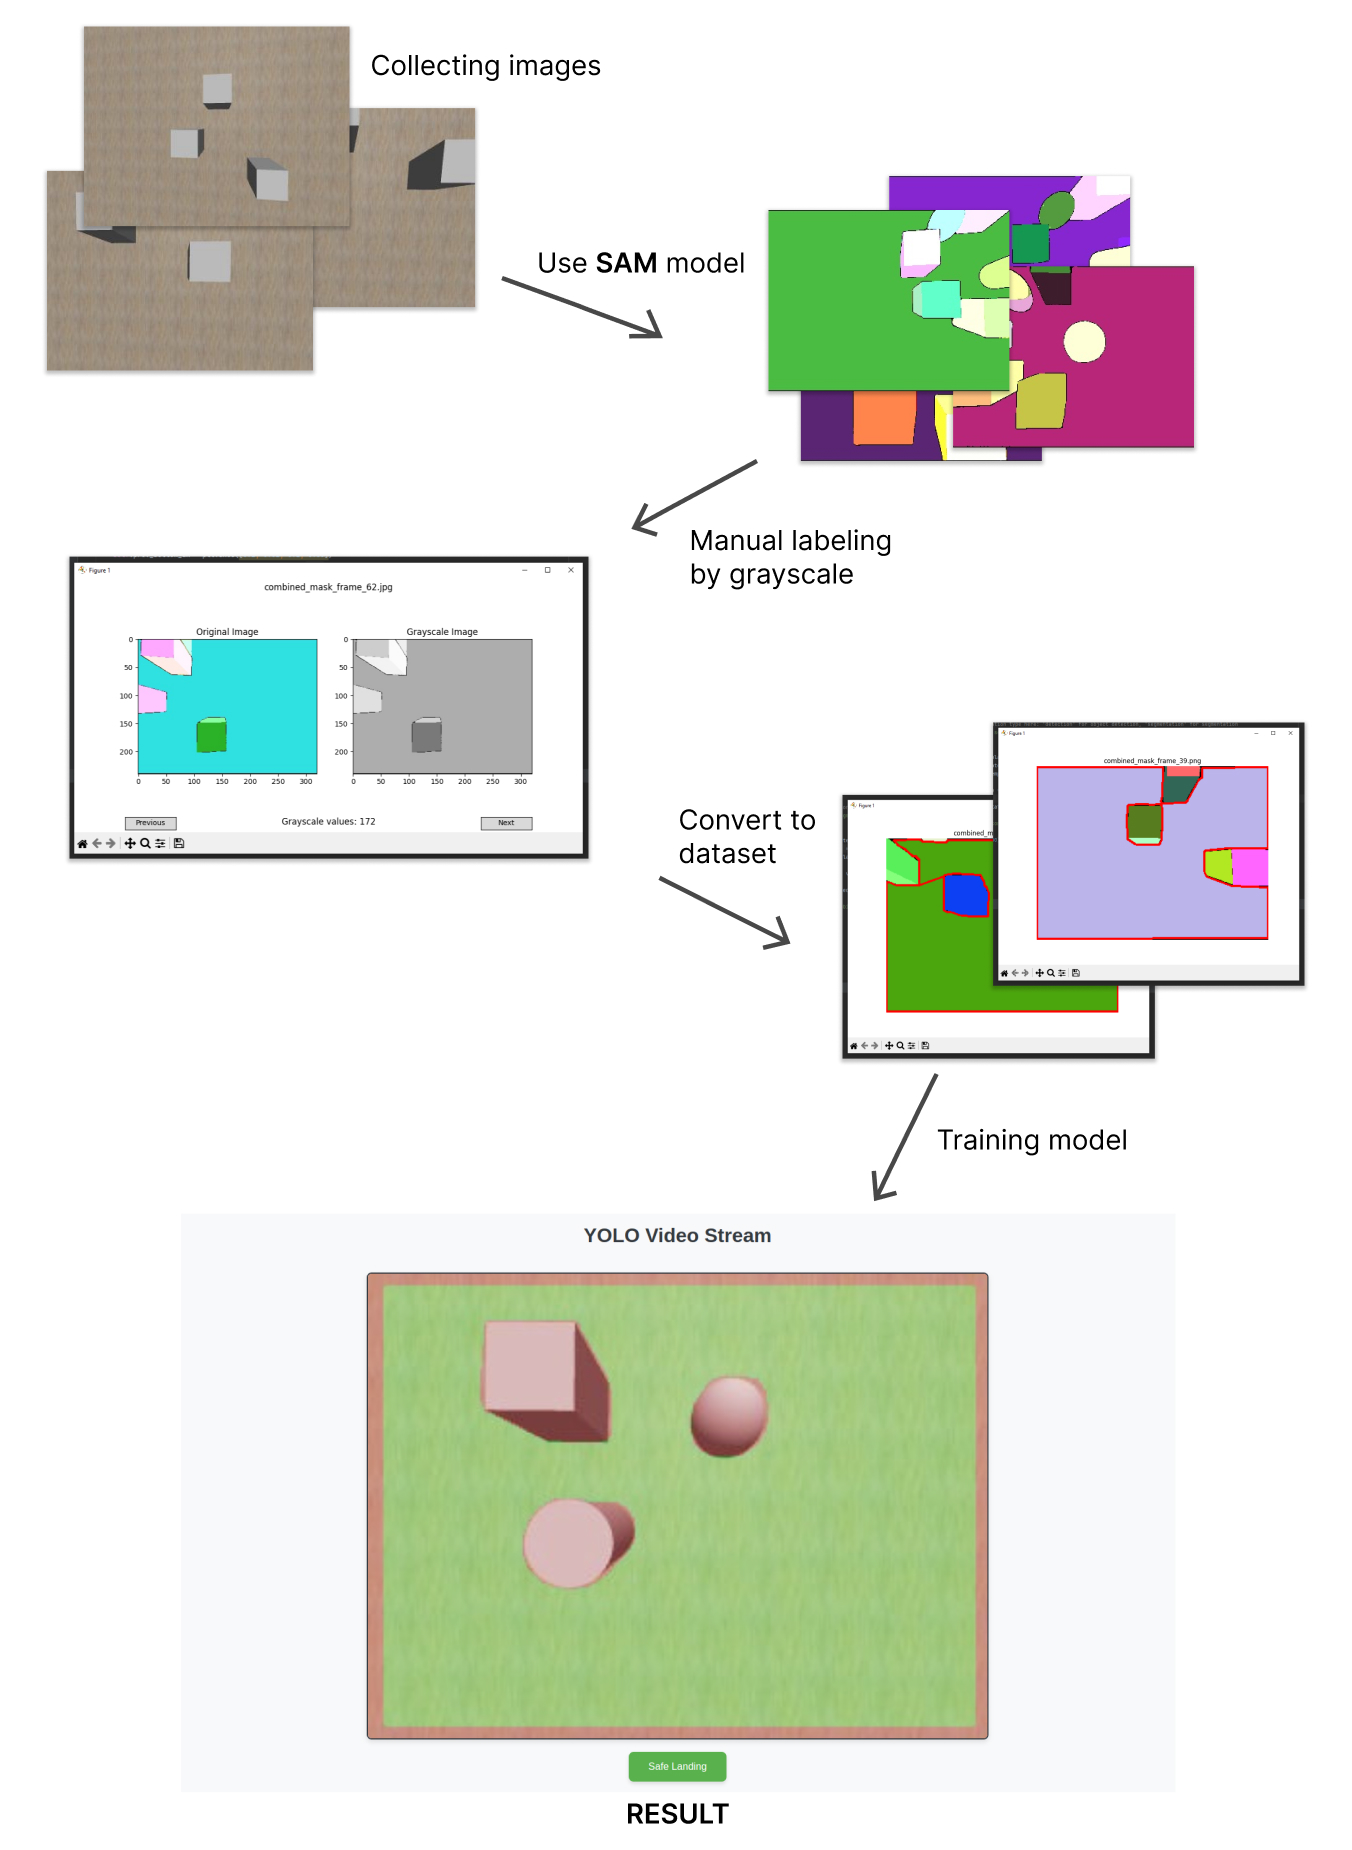 Collecting images
Use SAM model
Manual labeling
by grayscale
Figure 1
combined_mask_frame_62.jpg
Original Image
Grayscale Image
0
50
100
150
200
0 50 100 150 200 250 300
0
50
100
150
200
0 50 100 150 200 250 300
Previous
Grayscale values: 172
Next
Convert to
dataset
Figure 1
combined_mask_frame_39.png
Figure 1
combined_m
Training model
YOLO Video Stream
Safe Landing
RESULT